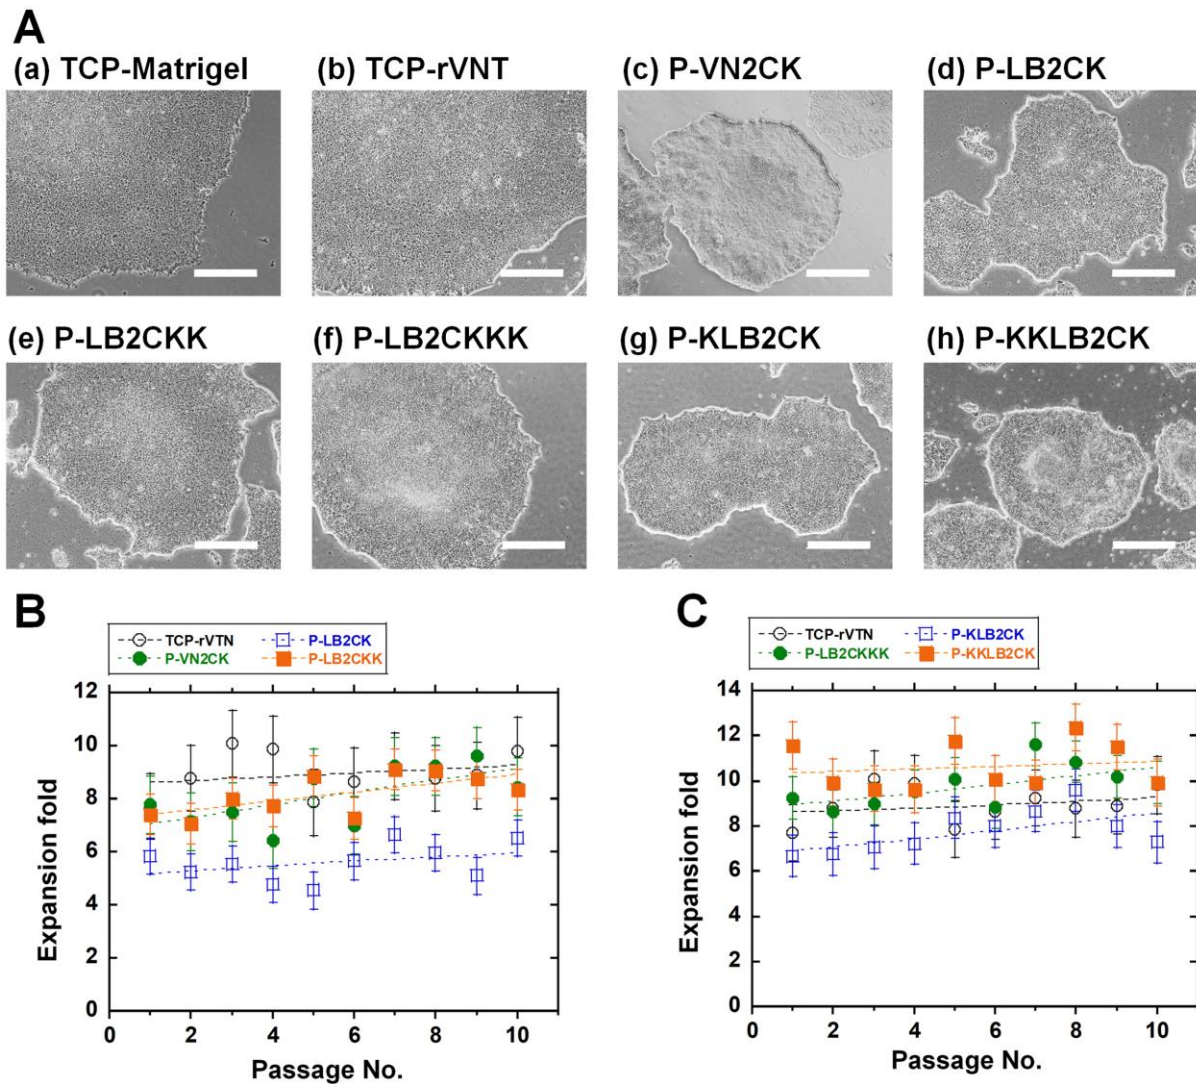 A
(a) TCP-Matrigel
(b) TCP-rVNT
(c) P-VN2CK
(d) P-LB2CK
(e) P-LB2CKK
(f) P-LB2CKKK
(g) P-KLB2CK
(h) P-KKLB2CK
B
TCP-rVTN
P-LB2CK
P-VN2CK
P-LB2CKK
12
10
8
6
4
2
0
Expansion fold
0 2 4 6 8 10
Passage No.
C
TCP-rVTN
P-KLB2CK
P-LB2CKKK
P-KKLB2CK
14
12
10
8
6
4
2
0
Expansion fold
0 2 4 6 8 10
Passage No.